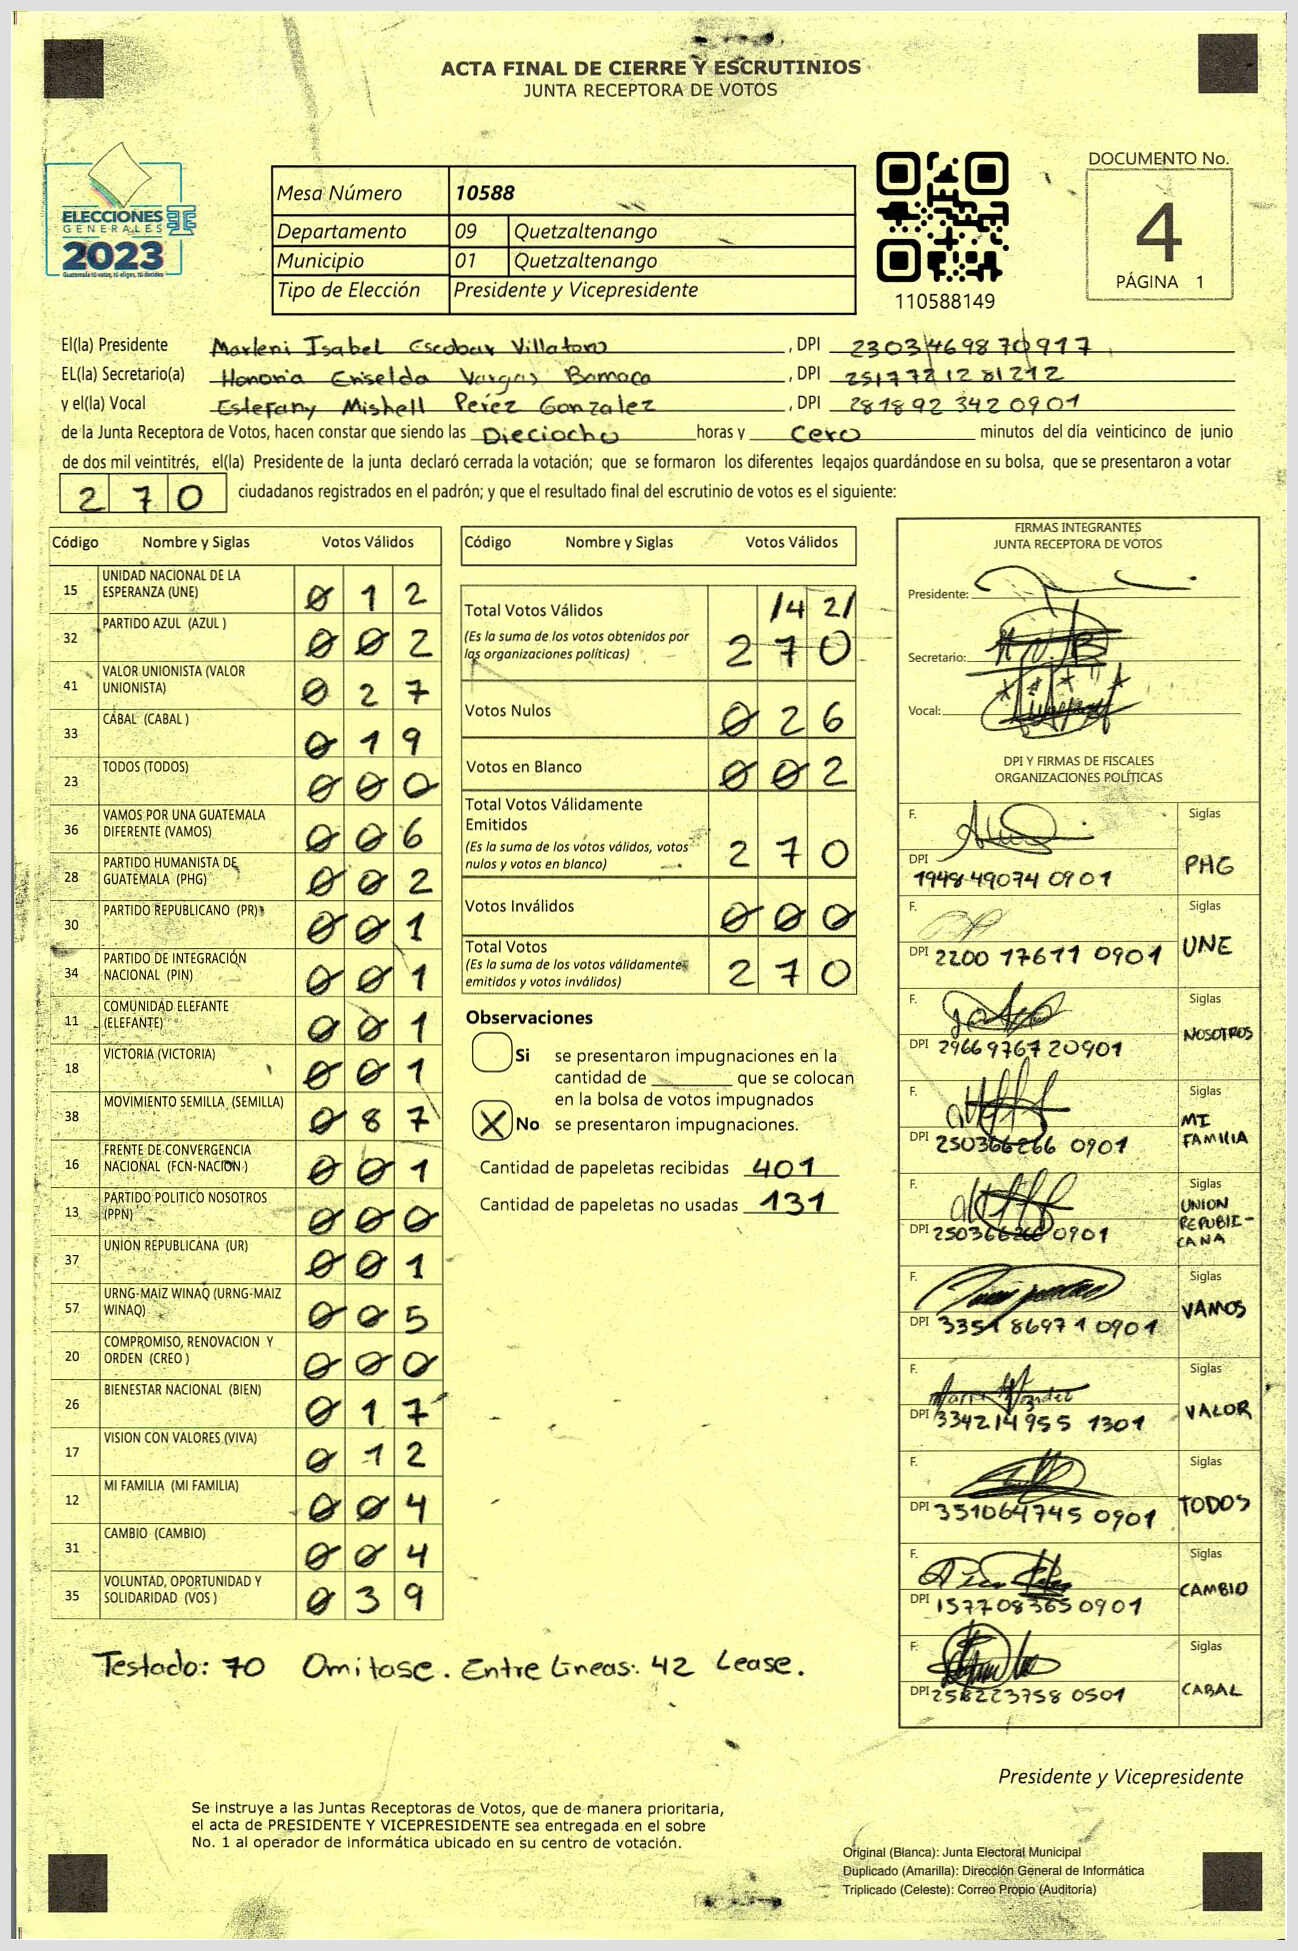 ACTA FINAL DE CIERRE Y ESCRUTINIOS
JUNTA RECEPTORA DE VOTOS
ELECCIONES
GENERALES
2023
Mesa Número 10588
Departamento 09 Quetzaltenango
Municipio 01 Quetzaltenango
Tipo de Elección Presidente y Vicepresidente
110588149
DOCUMENTO No.
4
PÁGINA 1
El(la) Presidente Marleni Isabel Escobar Villatoro, DPI 2303469870917
EL(la) Secretario(a) Honoria Griselda Vargas Bamaca, DPI 2517721281212
y el(la) Vocal Estefany Mishell Peréz Gonzalez, DPI 2818923420901
de la Junta Receptora de Votos, hacen constar que siendo las Dieciocho horas y Cero minutos del día veinticinco de junio
de dos mil veintitrés, el(la) Presidente de la junta declaró cerrada la votación; que se formaron los diferentes legajos guardándose en su bolsa, que se presentaron a votar
270 ciudadanos registrados en el padrón; y que el resultado final del escrutinio de votos es el siguiente:
Código Nombre y Siglas Votos Válidos
15 UNIDAD NACIONAL DE LA
ESPERANZA (UNE) 0 1 2
32 PARTIDO AZUL (AZUL ) 0 0 2
41 VALOR UNIONISTA (VALOR
UNIONISTA) 0 2 7
33 CABAL (CABAL ) 0 1 9
23 TODOS (TODOS) 0 0 0
36 VAMOS POR UNA GUATEMALA
DIFERENTE (VAMOS) 0 0 6
28 PARTIDO HUMANISTA DE
GUATEMALA (PHG) 0 0 2
30 PARTIDO REPUBLICANO (PR) 0 0 1
34 PARTIDO DE INTEGRACIÓN
NACIONAL (PIN) 0 0 1
11 COMUNIDAD ELEFANTE
(ELEFANTE) 0 0 1
18 VICTORIA (VICTORIA) 0 0 1
38 MOVIMIENTO SEMILLA (SEMILLA) 0 8 7
16 FRENTE DE CONVERGENCIA
NACIONAL (FCN-NACION ) 0 0 1
13 PARTIDO POLITICO NOSOTROS
(PPN) 0 0 0
37 UNION REPUBLICANA (UR) 0 0 1
57 URNG-MAIZ WINAQ (URNG-MAIZ
WINAQ) 0 0 5
20 COMPROMISO, RENOVACION Y
ORDEN (CREO ) 0 0 0
26 BIENESTAR NACIONAL (BIEN) 0 1 7
17 VISION CON VALORES (VIVA) 0 1 2
12 MI FAMILIA (MI FAMILIA) 0 0 4
31 CAMBIO (CAMBIO) 0 0 4
35 VOLUNTAD, OPORTUNIDAD Y
SOLIDARIDAD (VOS ) 0 3 9
Código Nombre y Siglas Votos Válidos
Total Votos Válidos /4 2/
(Es la suma de los votos obtenidos por
las organizaciones políticas) 2 7 0
Votos Nulos 0 2 6
Votos en Blanco 0 0 2
Total Votos Válidamente
Emitidos
(Es la suma de los votos válidos, votos
nulos y votos en blanco) 2 7 0
Votos Inválidos 0 0 0
Total Votos
(Es la suma de los votos válidamente
emitidos y votos inválidos) 2 7 0
Observaciones
Si se presentaron impugnaciones en la
cantidad de ________ que se colocan
en la bolsa de votos impugnados
X No se presentaron impugnaciones.
Cantidad de papeletas recibidas 401
Cantidad de papeletas no usadas 131
FIRMAS INTEGRANTES
JUNTA RECEPTORA DE VOTOS
Presidente:
Secretario:
Vocal:
DPI Y FIRMAS DE FISCALES
ORGANIZACIONES POLÍTICAS
F. Siglas
DPI 1948 49074 0901 PHG
F. Siglas
DPI 2200 17611 0901 UNE
F. Siglas
DPI 2966976720901 NOSOTROS
F. Siglas
DPI 250366266 0901 MI
FAMILIA
F. Siglas
DPI 250366266 0901 UNION
REPUBLI-
CANA
F. Siglas
DPI 3351 86971 0901 VAMOS
F. Siglas
DPI 334214955 1301 VALOR
F. Siglas
DPI 351064745 0901 TODOS
F. Siglas
DPI 1577083650901 CAMBIO
F. Siglas
DPI 258223758 0501 CABAL
Testado: 70 Omitase. Entre lineas: 42 Lease.
Presidente y Vicepresidente
Se instruye a las Juntas Receptoras de Votos, que de manera prioritaria,
el acta de PRESIDENTE Y VICEPRESIDENTE sea entregada en el sobre
No. 1 al operador de informática ubicado en su centro de votación.
Original (Blanca): Junta Electoral Municipal
Duplicado (Amarilla): Dirección General de Informática
Triplicado (Celeste): Correo Propio (Auditoría)